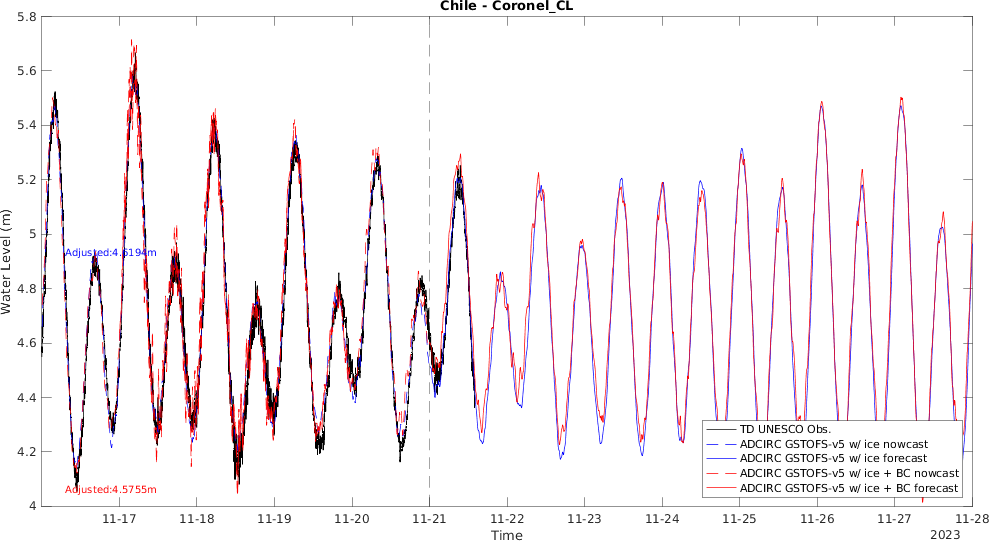 Chile - Coronel_CL
5.8
5.6
5.4
5.2
5
4.8
4.6
4.4
4.2
4
Water Level (m)
Adjusted:4.6194m
Adjusted:4.5755m
TD UNESCO Obs.
ADCIRC GSTOFS-v5 w/ ice nowcast
ADCIRC GSTOFS-v5 w/ ice forecast
ADCIRC GSTOFS-v5 w/ ice + BC nowcast
ADCIRC GSTOFS-v5 w/ ice + BC forecast
11-17 11-18 11-19 11-20 11-21 11-22 11-23 11-24 11-25 11-26 11-27 11-28
Time
2023